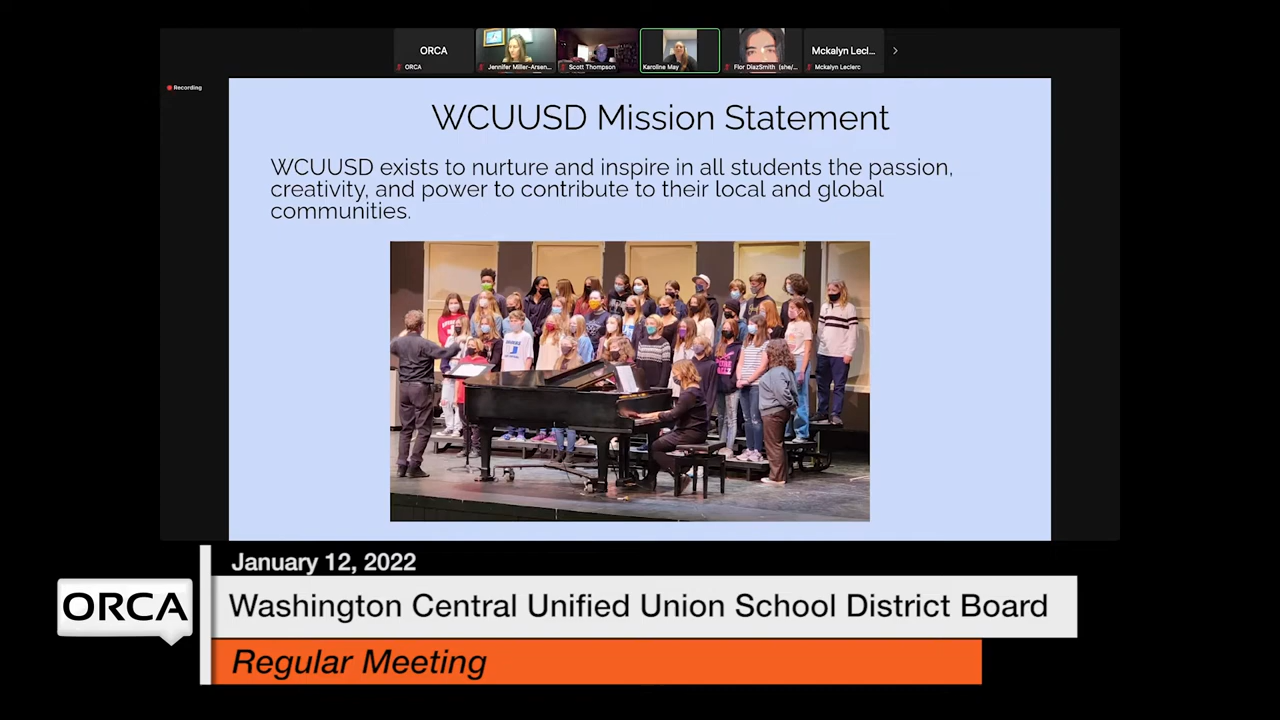 ORCA
Mckalyn Lecl...
ORCA
Jennifer Miller-Arsen...
Scott Thompson
Karoline May
Flor DiazSmith (she/...
Mckalyn Leclerc
Recording
WCUUSD Mission Statement
WCUUSD exists to nurture and inspire in all students the passion,
creativity, and power to contribute to their local and global
communities.
January 12, 2022
ORCA
Washington Central Unified Union School District Board
Regular Meeting